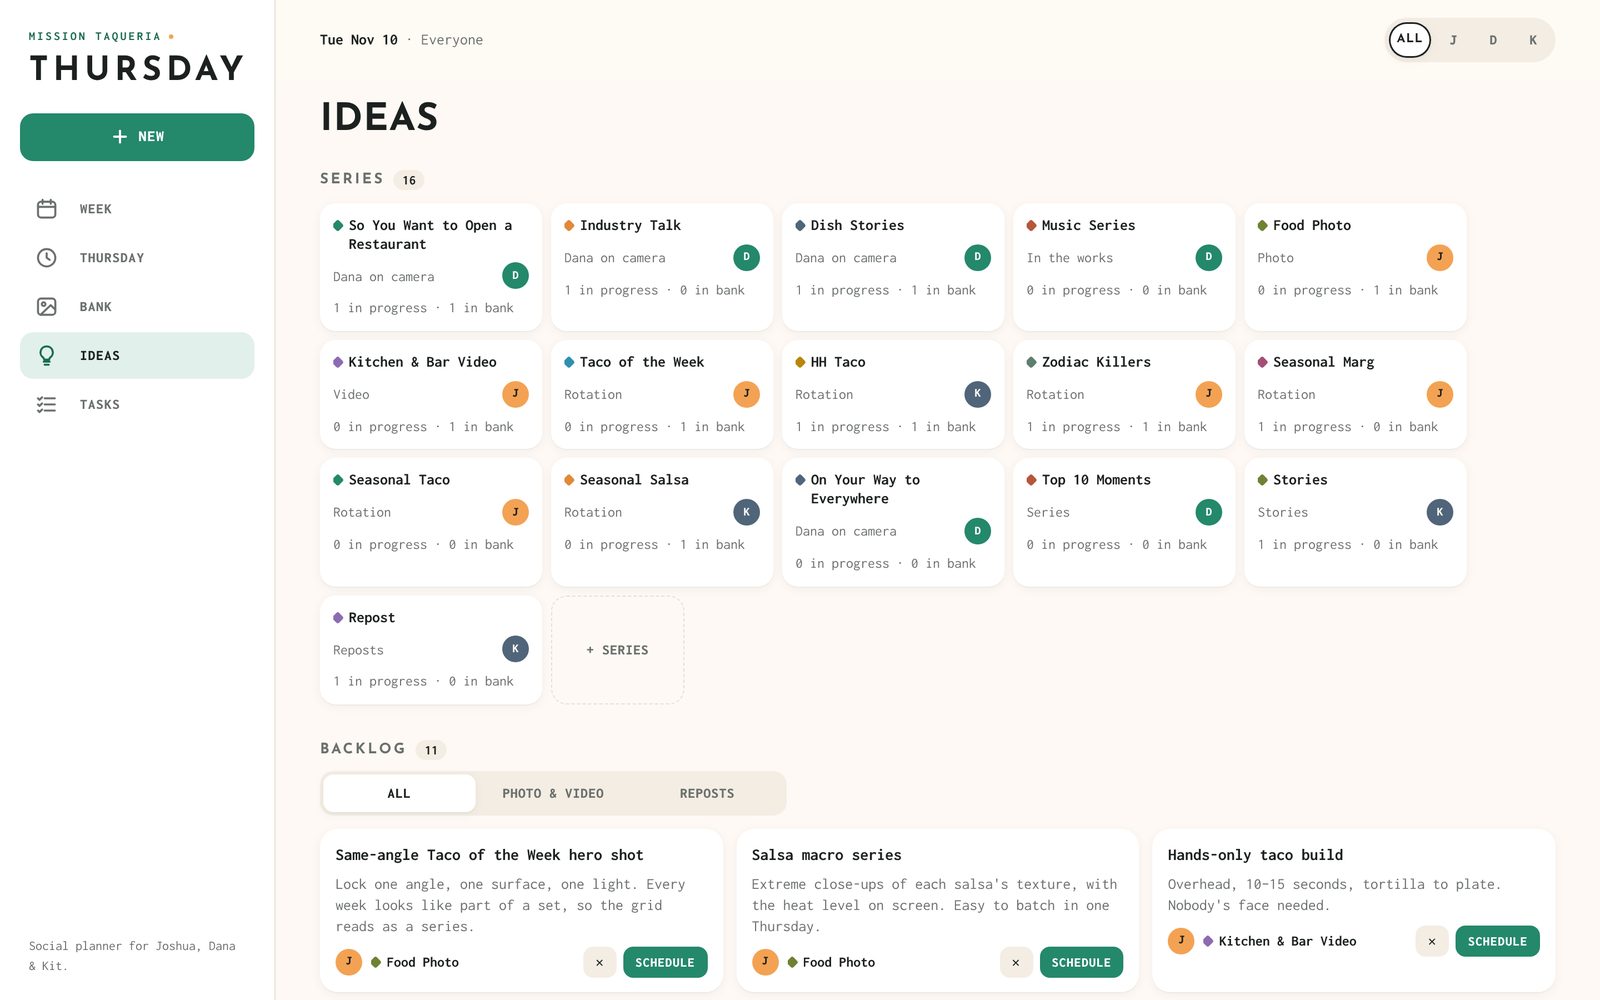 MISSION TAQUERIA
THURSDAY
+ NEW
WEEK
THURSDAY
BANK
IDEAS
TASKS
Social planner for Joshua, Dana
& Kit.
Tue Nov 10 · Everyone
ALL J D K
IDEAS
SERIES 16
So You Want to Open a
Restaurant
Dana on camera D
1 in progress · 1 in bank
Industry Talk
Dana on camera D
1 in progress · 0 in bank
Dish Stories
Dana on camera D
1 in progress · 1 in bank
Music Series
In the works D
0 in progress · 0 in bank
Food Photo
Photo J
0 in progress · 1 in bank
Kitchen & Bar Video
Video J
0 in progress · 1 in bank
Taco of the Week
Rotation J
0 in progress · 1 in bank
HH Taco
Rotation K
1 in progress · 1 in bank
Zodiac Killers
Rotation J
1 in progress · 1 in bank
Seasonal Marg
Rotation J
1 in progress · 0 in bank
Seasonal Taco
Rotation J
0 in progress · 0 in bank
Seasonal Salsa
Rotation K
0 in progress · 1 in bank
On Your Way to
Everywhere
Dana on camera D
0 in progress · 0 in bank
Top 10 Moments
Series D
0 in progress · 0 in bank
Stories
Stories K
1 in progress · 0 in bank
Repost
Reposts K
1 in progress · 0 in bank
+ SERIES
BACKLOG 11
ALL PHOTO & VIDEO REPOSTS
Same-angle Taco of the Week hero shot
Lock one angle, one surface, one light. Every
week looks like part of a set, so the grid
reads as a series.
J Food Photo × SCHEDULE
Salsa macro series
Extreme close-ups of each salsa's texture, with
the heat level on screen. Easy to batch in one
Thursday.
J Food Photo × SCHEDULE
Hands-only taco build
Overhead, 10–15 seconds, tortilla to plate.
Nobody's face needed.
J Kitchen & Bar Video × SCHEDULE